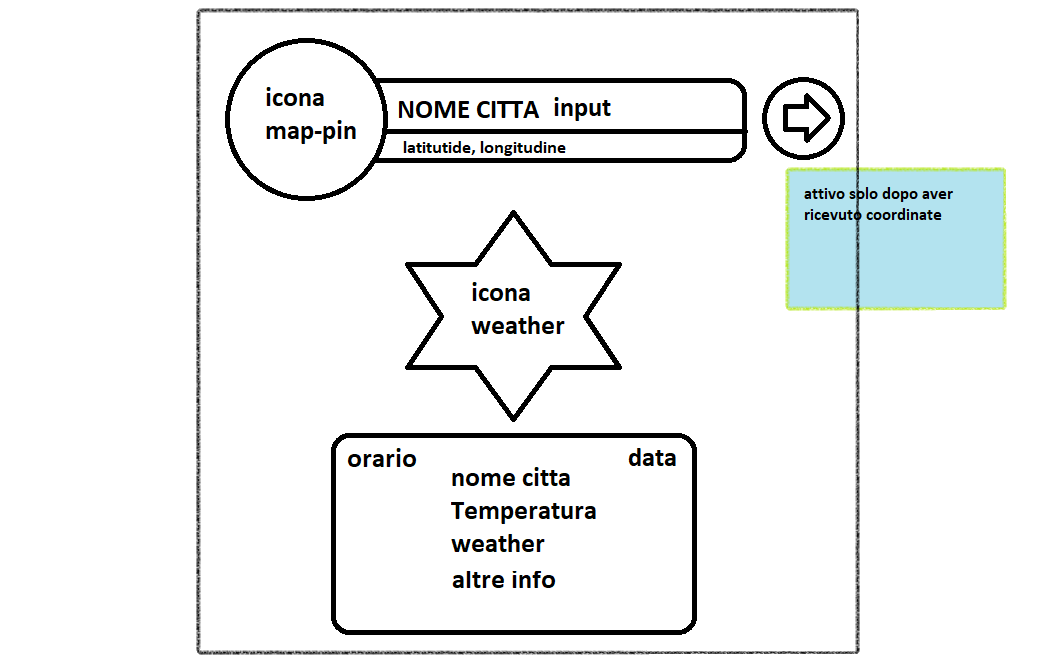 icona
map-pin
NOME CITTA input
latitutide, longitudine
attivo solo dopo aver
ricevuto coordinate
icona
weather
orario
data
nome citta
Temperatura
weather
altre info